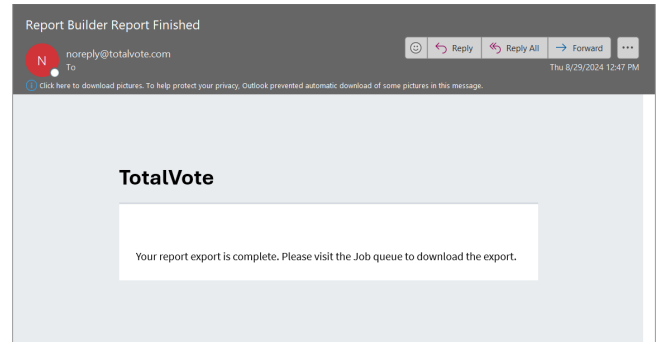 Report Builder Report Finished
N
noreply@totalvote.com
To
Reply
Reply All
Forward
Thu 8/29/2024 12:47 PM
Click here to download pictures. To help protect your privacy, Outlook prevented automatic download of some pictures in this message.
TotalVote
Your report export is complete. Please visit the Job queue to download the export.